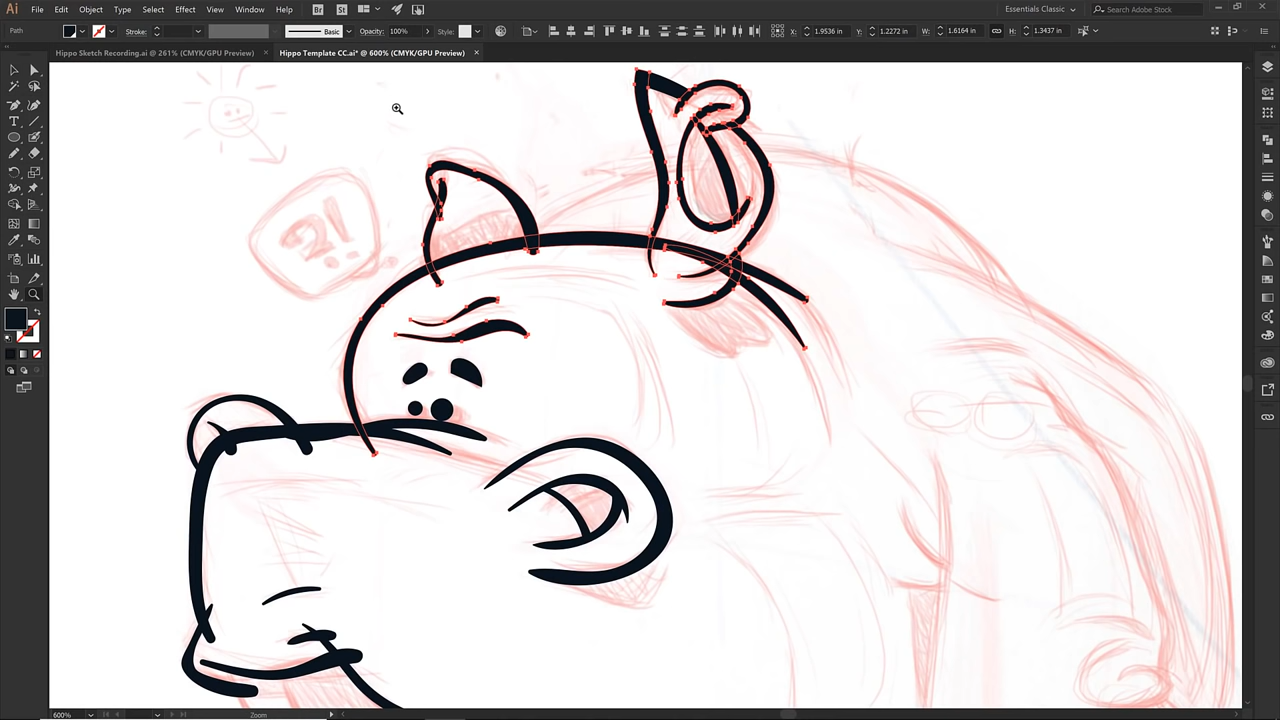 Ai File Edit Object Type Select Effect View Window Help Br St Essentials Classic Search Adobe Stock
Path Stroke: Basic Opacity: 100% Style: X: 1.9536 in Y: 1.2272 in W: 1.6164 in H: 1.3437 in
Hippo Sketch Recording.ai @ 261% (CMYK/GPU Preview) × Hippo Template CC.ai* @ 600% (CMYK/GPU Preview) ×
?!
600% Zoom